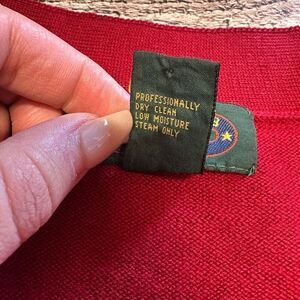 PROFESSIONALLY
DRY CLEAN
LOW MOISTURE
STEAM ONLY